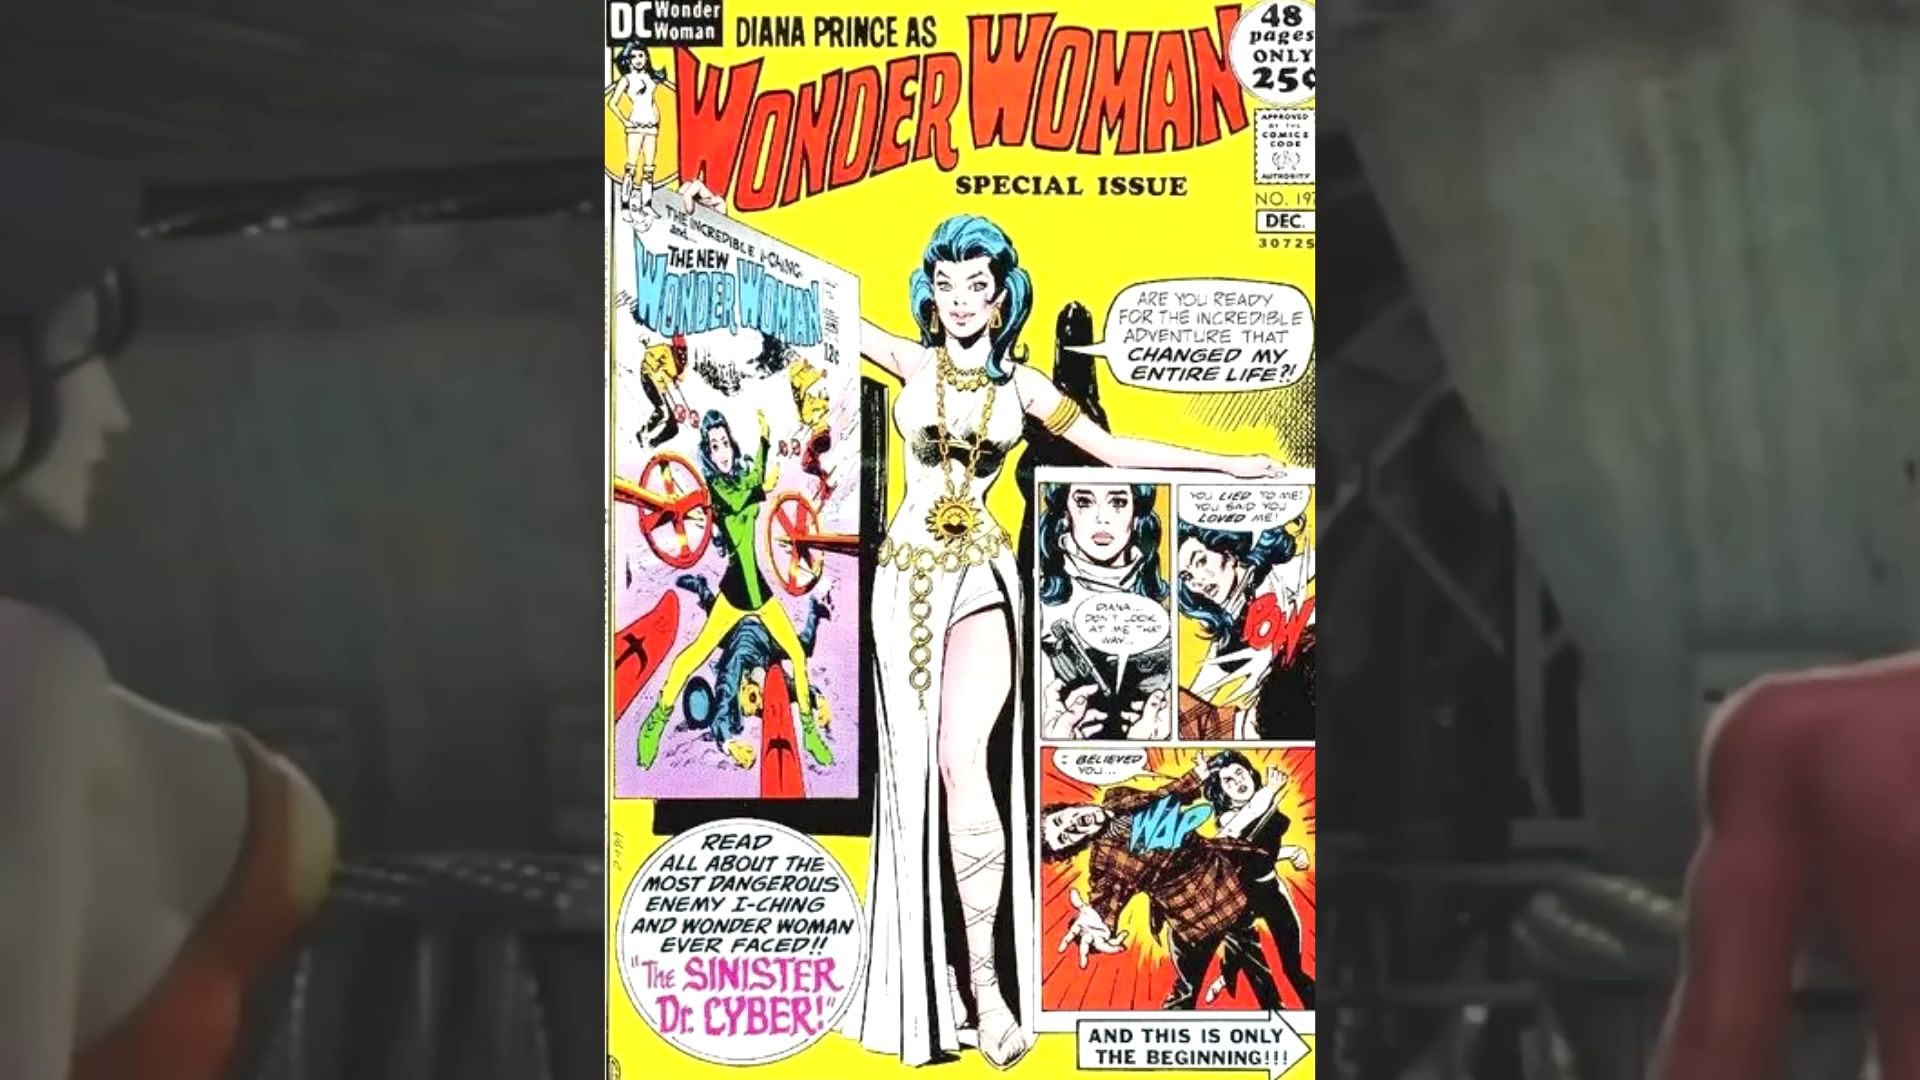 DC Wonder
Woman
DIANA PRINCE AS
WONDER WOMAN
SPECIAL ISSUE
48
pages
ONLY
25¢
APPROVED
BY THE
COMICS
CODE
AUTHORITY
NO. 197
DEC.
30725
THE INCREDIBLE I-CHING
and...
THE NEW
WONDER WOMAN
12¢
ARE YOU READY
FOR THE INCREDIBLE
ADVENTURE THAT
CHANGED MY
ENTIRE LIFE?!
DIANA...
DON'T LOOK
AT ME THAT
WAY...
YOU LIED TO ME!
YOU SAID YOU
LOVED ME!
POW
I BELIEVED
YOU...
WAP
READ
ALL ABOUT THE
MOST DANGEROUS
ENEMY I-CHING
AND WONDER WOMAN
EVER FACED!!
"The SINISTER
Dr. CYBER!"
AND THIS IS ONLY
THE BEGINNING!!!